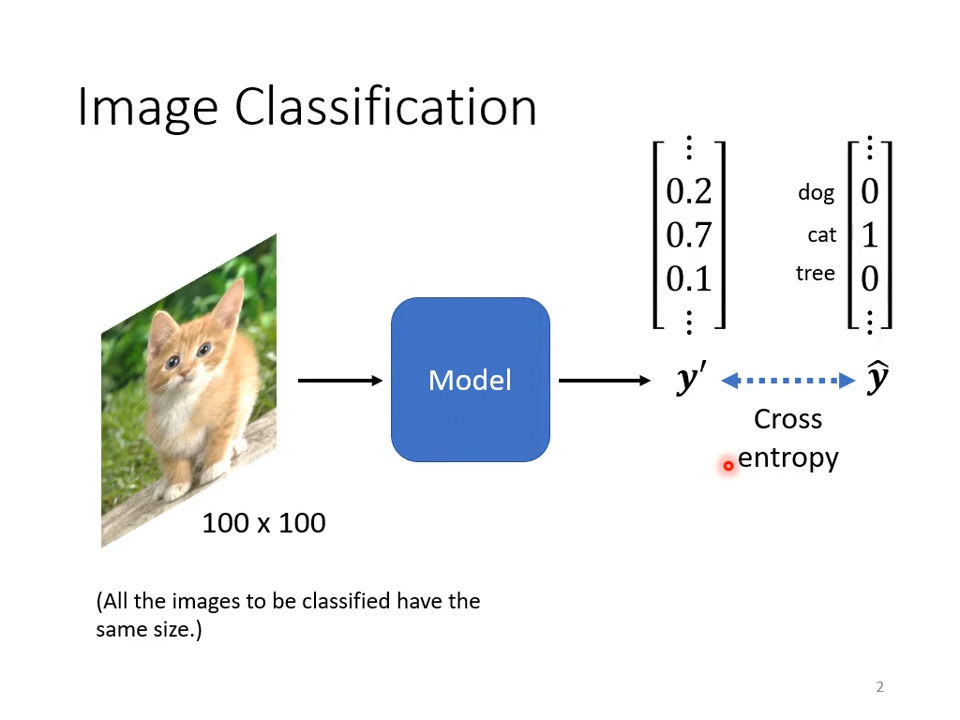 Image Classification
⋮
0.2
0.7
0.1
⋮
dog
cat
tree
⋮
0
1
0
⋮
Model
y′
ŷ
Cross
entropy
100 x 100
(All the images to be classified have the
same size.)
2